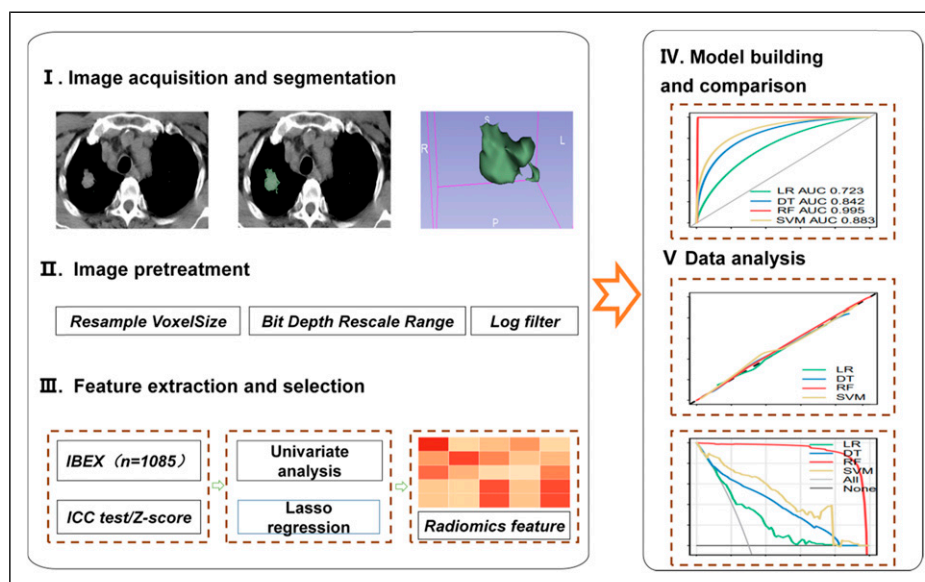 Ⅰ. Image acquisition and segmentation
S
R
L
P
Ⅱ. Image pretreatment
Resample VoxelSize
Bit Depth Rescale Range
Log filter
Ⅲ. Feature extraction and selection
IBEX（n=1085）
ICC test/Z-score
Univariate
analysis
Lasso
regression
Radiomics feature
Ⅳ. Model building
and comparison
LR AUC 0.723
DT AUC 0.842
RF AUC 0.995
SVM AUC 0.883
Ⅴ Data analysis
LR
DT
RF
SVM
LR
DT
RF
SVM
All
None